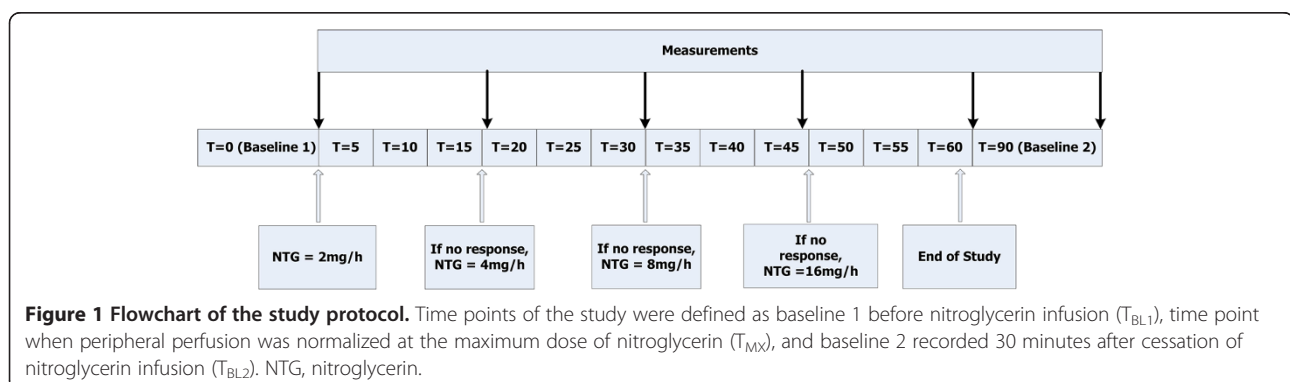 Measurements
T=0 (Baseline 1) T=5 T=10 T=15 T=20 T=25 T=30 T=35 T=40 T=45 T=50 T=55 T=60 T=90 (Baseline 2)
NTG = 2mg/h
If no response,
NTG = 4mg/h
If no response,
NTG = 8mg/h
If no
response,
NTG =16mg/h
End of Study
Figure 1 Flowchart of the study protocol. Time points of the study were defined as baseline 1 before nitroglycerin infusion (TBL1), time point
when peripheral perfusion was normalized at the maximum dose of nitroglycerin (TMX), and baseline 2 recorded 30 minutes after cessation of
nitroglycerin infusion (TBL2). NTG, nitroglycerin.